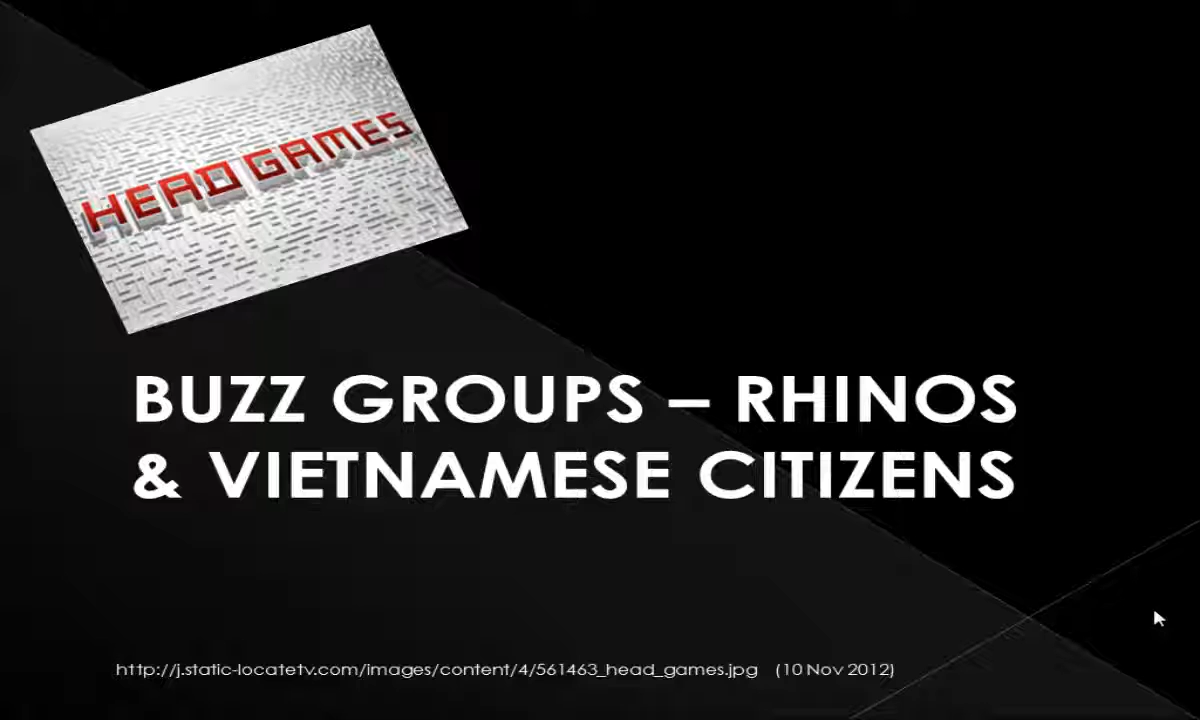 HEAD GAMES
BUZZ GROUPS – RHINOS
& VIETNAMESE CITIZENS
http://j.static-locatetv.com/images/content/4/561463_head_games.jpg (10 Nov 2012)